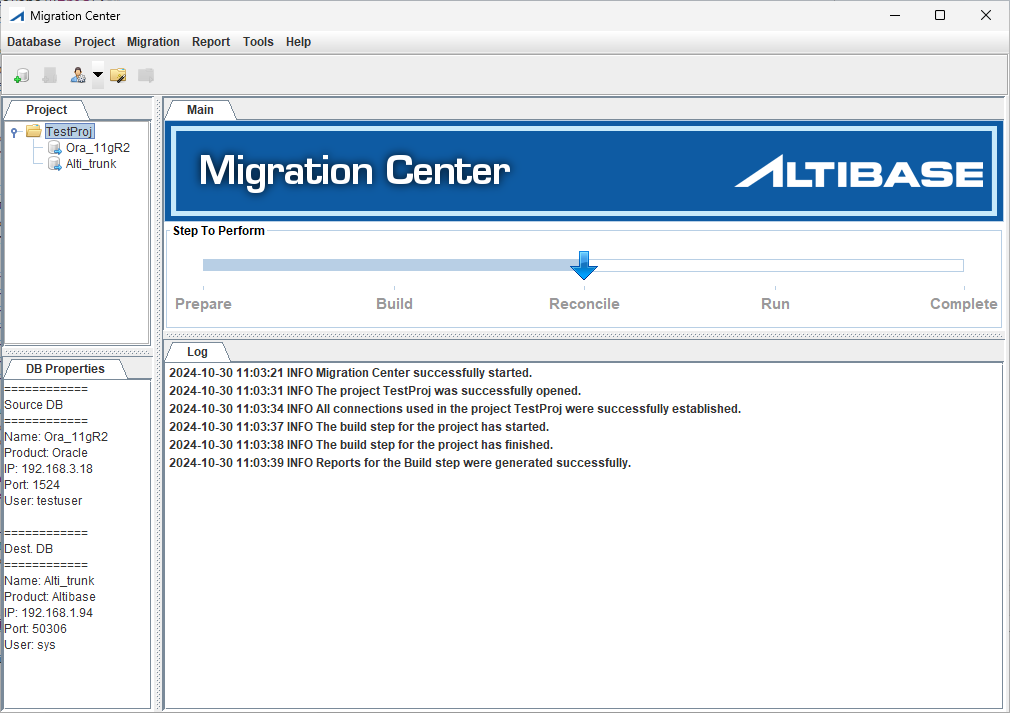 Migration Center
Database Project Migration Report Tools Help
Project
TestProj
Ora_11gR2
Alti_trunk
DB Properties
============
Source DB
============
Name: Ora_11gR2
Product: Oracle
IP: 192.168.3.18
Port: 1524
User: testuser
============
Dest. DB
============
Name: Alti_trunk
Product: Altibase
IP: 192.168.1.94
Port: 50306
User: sys
Main
Migration Center
ALTIBASE
Step To Perform
Prepare Build Reconcile Run Complete
Log
2024-10-30 11:03:21 INFO Migration Center successfully started.
2024-10-30 11:03:31 INFO The project TestProj was successfully opened.
2024-10-30 11:03:34 INFO All connections used in the project TestProj were successfully established.
2024-10-30 11:03:37 INFO The build step for the project has started.
2024-10-30 11:03:38 INFO The build step for the project has finished.
2024-10-30 11:03:39 INFO Reports for the Build step were generated successfully.